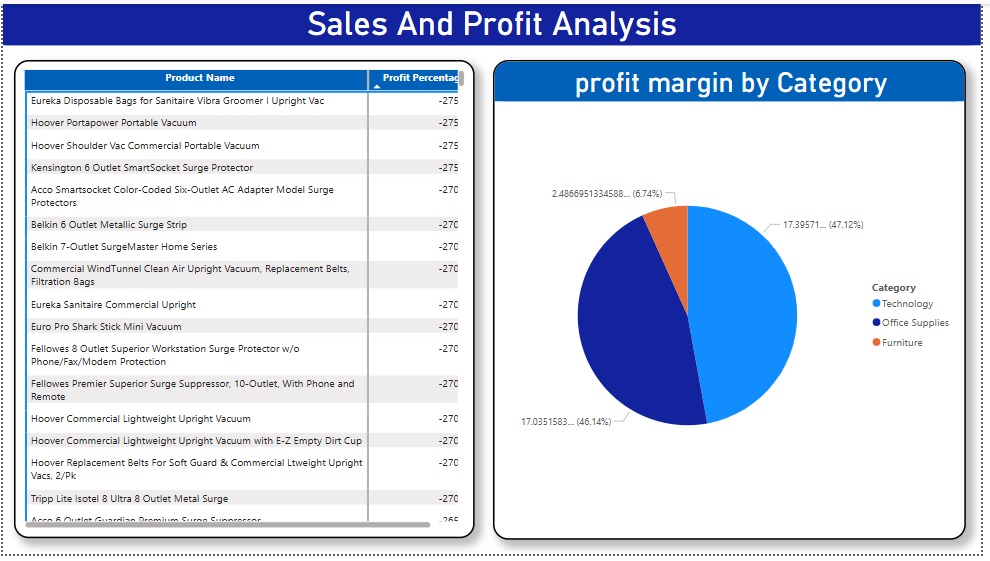 Sales And Profit Analysis
Product Name Profit Percentag
Eureka Disposable Bags for Sanitaire Vibra Groomer I Upright Vac -275
Hoover Portapower Portable Vacuum -275
Hoover Shoulder Vac Commercial Portable Vacuum -275
Kensington 6 Outlet SmartSocket Surge Protector -275
Acco Smartsocket Color-Coded Six-Outlet AC Adapter Model Surge -270
Protectors
Belkin 6 Outlet Metallic Surge Strip -270
Belkin 7-Outlet SurgeMaster Home Series -270
Commercial WindTunnel Clean Air Upright Vacuum, Replacement Belts, -270
Filtration Bags
Eureka Sanitaire Commercial Upright -270
Euro Pro Shark Stick Mini Vacuum -270
Fellowes 8 Outlet Superior Workstation Surge Protector w/o -270
Phone/Fax/Modem Protection
Fellowes Premier Superior Surge Suppressor, 10-Outlet, With Phone and -270
Remote
Hoover Commercial Lightweight Upright Vacuum -270
Hoover Commercial Lightweight Upright Vacuum with E-Z Empty Dirt Cup -270
Hoover Replacement Belts For Soft Guard & Commercial Ltweight Upright -270
Vacs, 2/Pk
Tripp Lite Isotel 8 Ultra 8 Outlet Metal Surge -270
Acco 6 Outlet Guardian Premium Surge Suppressor -265
profit margin by Category
2.4866951334588... (6.74%)
17.39571... (47.12%)
17.0351583... (46.14%)
Category
Technology
Office Supplies
Furniture